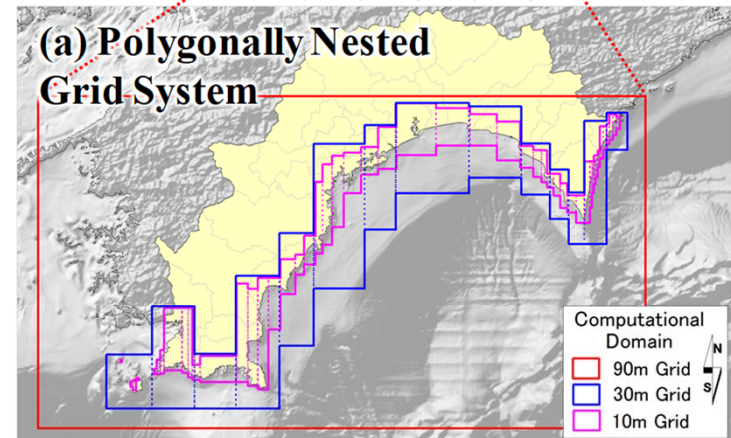 (a) Polygonally Nested
Grid System
Computational
Domain
90m Grid
30m Grid
10m Grid
N
S